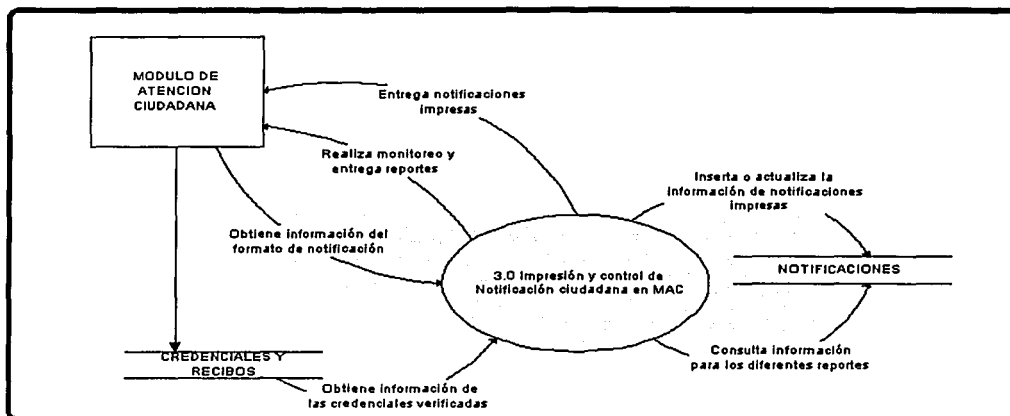 MODULO DE
ATENCION
CIUDADANA
Entrega notificaciones
impresas
Realiza monitoreo y
entrega reportes
Inserta o actualiza la
información de notificaciones
impresas
Obtiene información del
formato de notificación
3.0 Impresión y control de
Notificación ciudadana en MAC
NOTIFICACIONES
CREDENCIALES Y
RECIBOS
Obtiene información de
las credenciales verificadas
Consulta información
para los diferentes reportes